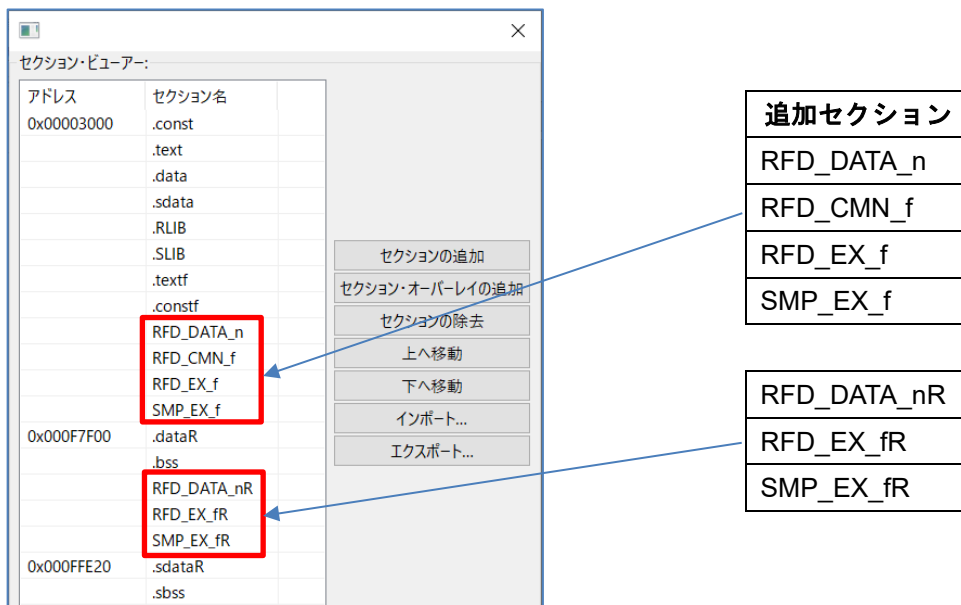 セクション・ビューアー:
アドレス セクション名
0x00003000 .const
.text
.data
.sdata
.RLIB
.SLIB
.textf
.constf
RFD_DATA_n
RFD_CMN_f
RFD_EX_f
SMP_EX_f
0x000F7F00 .dataR
.bss
RFD_DATA_nR
RFD_EX_fR
SMP_EX_fR
0x000FFE20 .sdataR
.sbss
セクションの追加
セクション・オーバーレイの追加
セクションの除去
上へ移動
下へ移動
インポート...
エクスポート...
追加セクション
RFD_DATA_n
RFD_CMN_f
RFD_EX_f
SMP_EX_f
RFD_DATA_nR
RFD_EX_fR
SMP_EX_fR